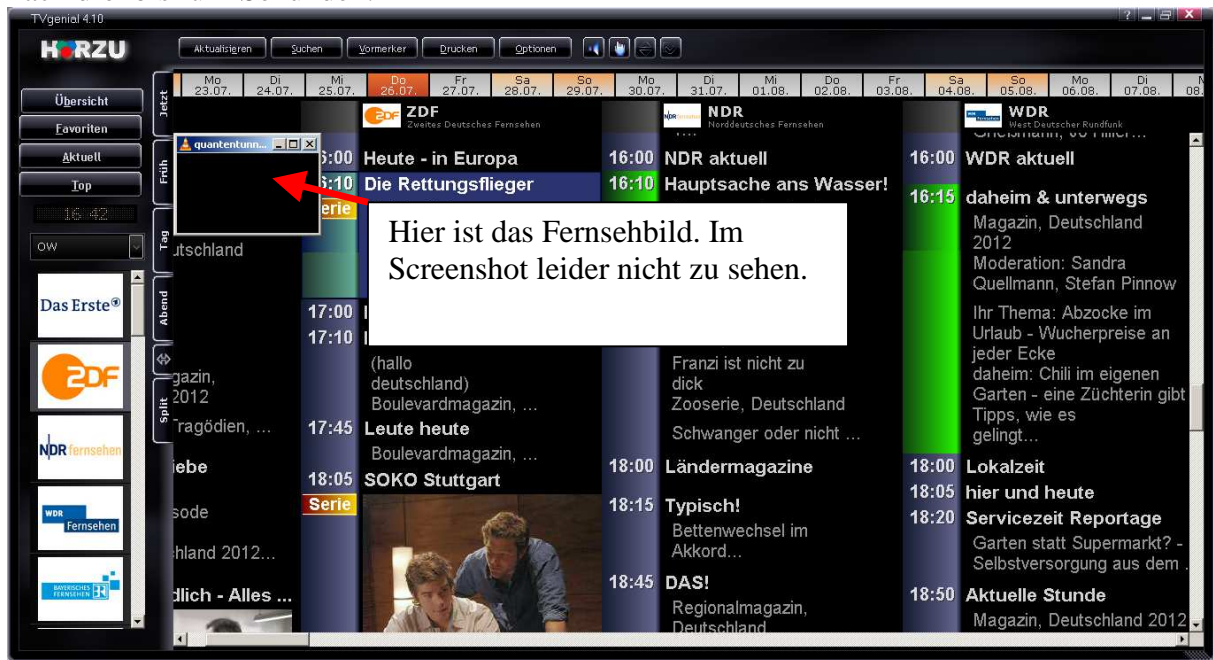 TVgenial 4.10
HÖRZU
Aktualisieren Suchen Vormerker Drucken Optionen
Übersicht
Favoriten
Aktuell
Top
16:42
OW
Das Erste
ZDF
NDR fernsehen
WDR Fernsehen
BAYERISCHES FERNSEHEN
Jetzt
Früh
Tag
Abend
Split
Mo 23.07. Di 24.07. Mi 25.07. Do 26.07. Fr 27.07. Sa 28.07. So 29.07. Mo 30.07. Di 31.07. Mi 01.08. Do 02.08. Fr 03.08. Sa 04.08. So 05.08. Mo 06.08. Di 07.08. 08.
quantentunn...
utschland
gazin,
2012
Tragödien, ...
iebe
sode
chland 2012...
dlich - Alles ...
ZDF
Zweites Deutsches Fernsehen
:00 Heute - in Europa
:10 Die Rettungsflieger
Serie
17:00
17:10
(hallo
deutschland)
Boulevardmagazin, ...
17:45 Leute heute
Boulevardmagazin, ...
18:05 SOKO Stuttgart
Serie
Hier ist das Fernsehbild. Im
Screenshot leider nicht zu sehen.
NDR
Norddeutsches Fernsehen
16:00 NDR aktuell
16:10 Hauptsache ans Wasser!
Franzi ist nicht zu
dick
Zooserie, Deutschland
Schwanger oder nicht ...
18:00 Ländermagazine
18:15 Typisch!
Bettenwechsel im
Akkord...
18:45 DAS!
Regionalmagazin,
Deutschland
WDR
West Deutscher Rundfunk
16:00 WDR aktuell
16:15 daheim & unterwegs
Magazin, Deutschland
2012
Moderation: Sandra
Quellmann, Stefan Pinnow
Ihr Thema: Abzocke im
Urlaub - Wucherpreise an
jeder Ecke
daheim: Chili im eigenen
Garten - eine Züchterin gibt
Tipps, wie es
gelingt...
18:00 Lokalzeit
18:05 hier und heute
18:20 Servicezeit Reportage
Garten statt Supermarkt? -
Selbstversorgung aus dem .
18:50 Aktuelle Stunde
Magazin, Deutschland 2012